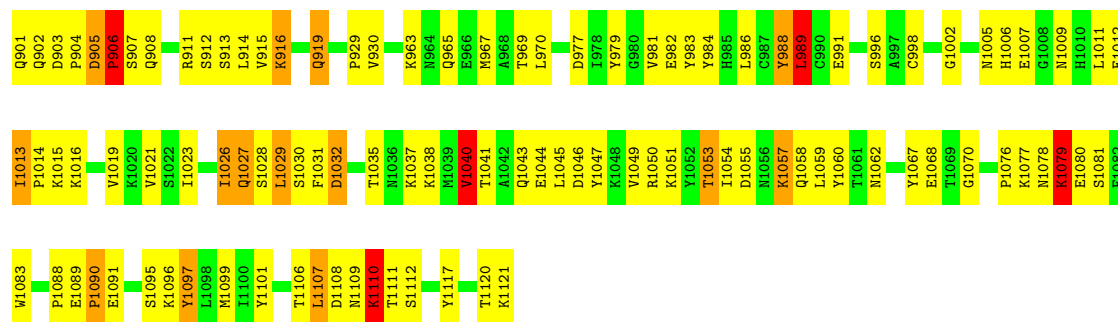 Q901 Q902 D903 P904 D905 P906 S907 Q908 R911 S912 S913 L914 V915 K916 Q919 P929 V930 K963 N964 Q965 E966 M967 A968 T969 L970 D977 I978 Y979 G980 V981 E982 Y983 Y984 H985 L986 C987 Y988 L989 C990 E991 S996 A997 C998 G1002 N1005 H1006 E1007 G1008 N1009 H1010 L1011
I1013 P1014 K1015 K1016 V1019 K1020 V1021 S1022 I1023 I1026 Q1027 S1028 L1029 S1030 F1031 D1032 T1035 N1036 K1037 K1038 M1039 V1040 T1041 A1042 Q1043 E1044 L1045 D1046 Y1047 K1048 V1049 R1050 K1051 Y1052 T1053 I1054 D1055 N1056 K1057 Q1058 L1059 Y1060 T1061 N1062 Y1067 E1068 T1069 G1070 P1076 K1077 N1078 K1079 E1080 S1081
W1083 P1088 E1089 P1090 E1091 S1095 K1096 Y1097 L1098 M1099 I1100 Y1101 T1106 L1107 D1108 N1109 K1110 T1111 S1112 Y1117 T1120 K1121